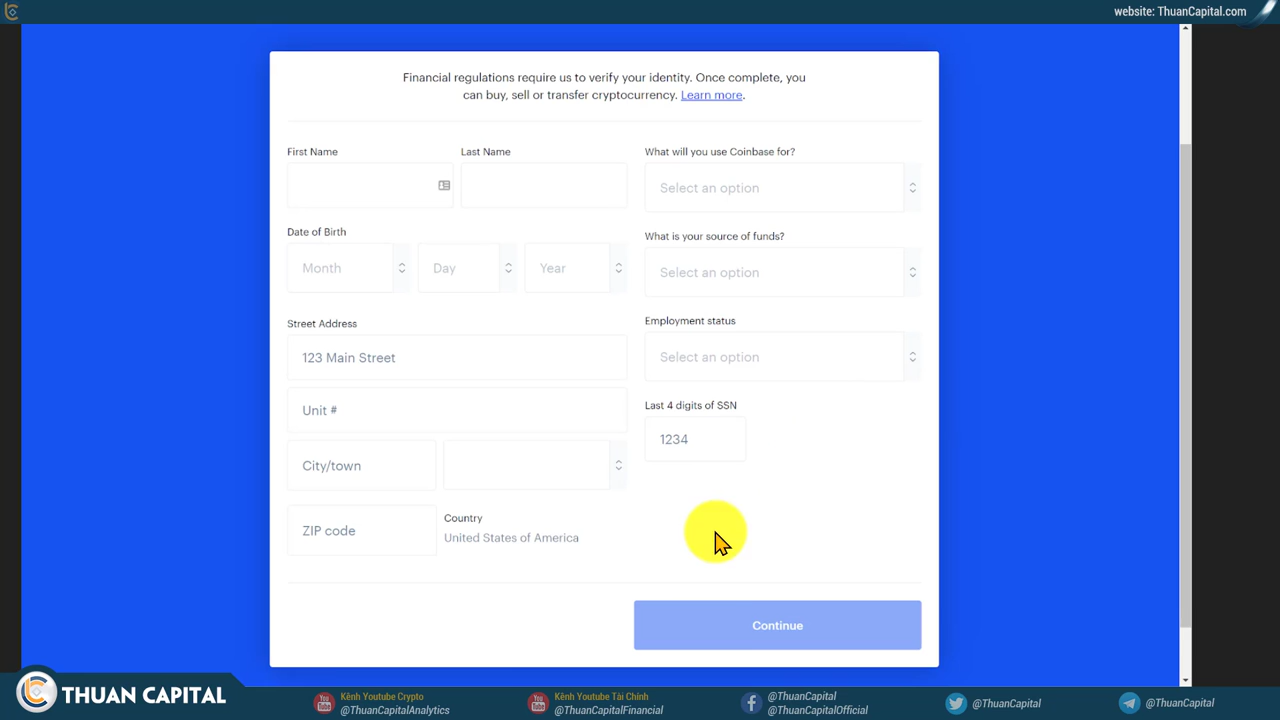 website: ThuanCapital.com
Financial regulations require us to verify your identity. Once complete, you
can buy, sell or transfer cryptocurrency. Learn more.
First Name
Last Name
Date of Birth
Month
Day
Year
Street Address
123 Main Street
Unit #
City/town
ZIP code
Country
United States of America
What will you use Coinbase for?
Select an option
What is your source of funds?
Select an option
Employment status
Select an option
Last 4 digits of SSN
1234
Continue
THUAN CAPITAL
You
Tube
Kênh Youtube Crypto
@ThuanCapitalAnalytics
You
Tube
Kênh Youtube Tài Chính
@ThuanCapitalFinancial
@ThuanCapital
@ThuanCapitalOfficial
@ThuanCapital
@ThuanCapital